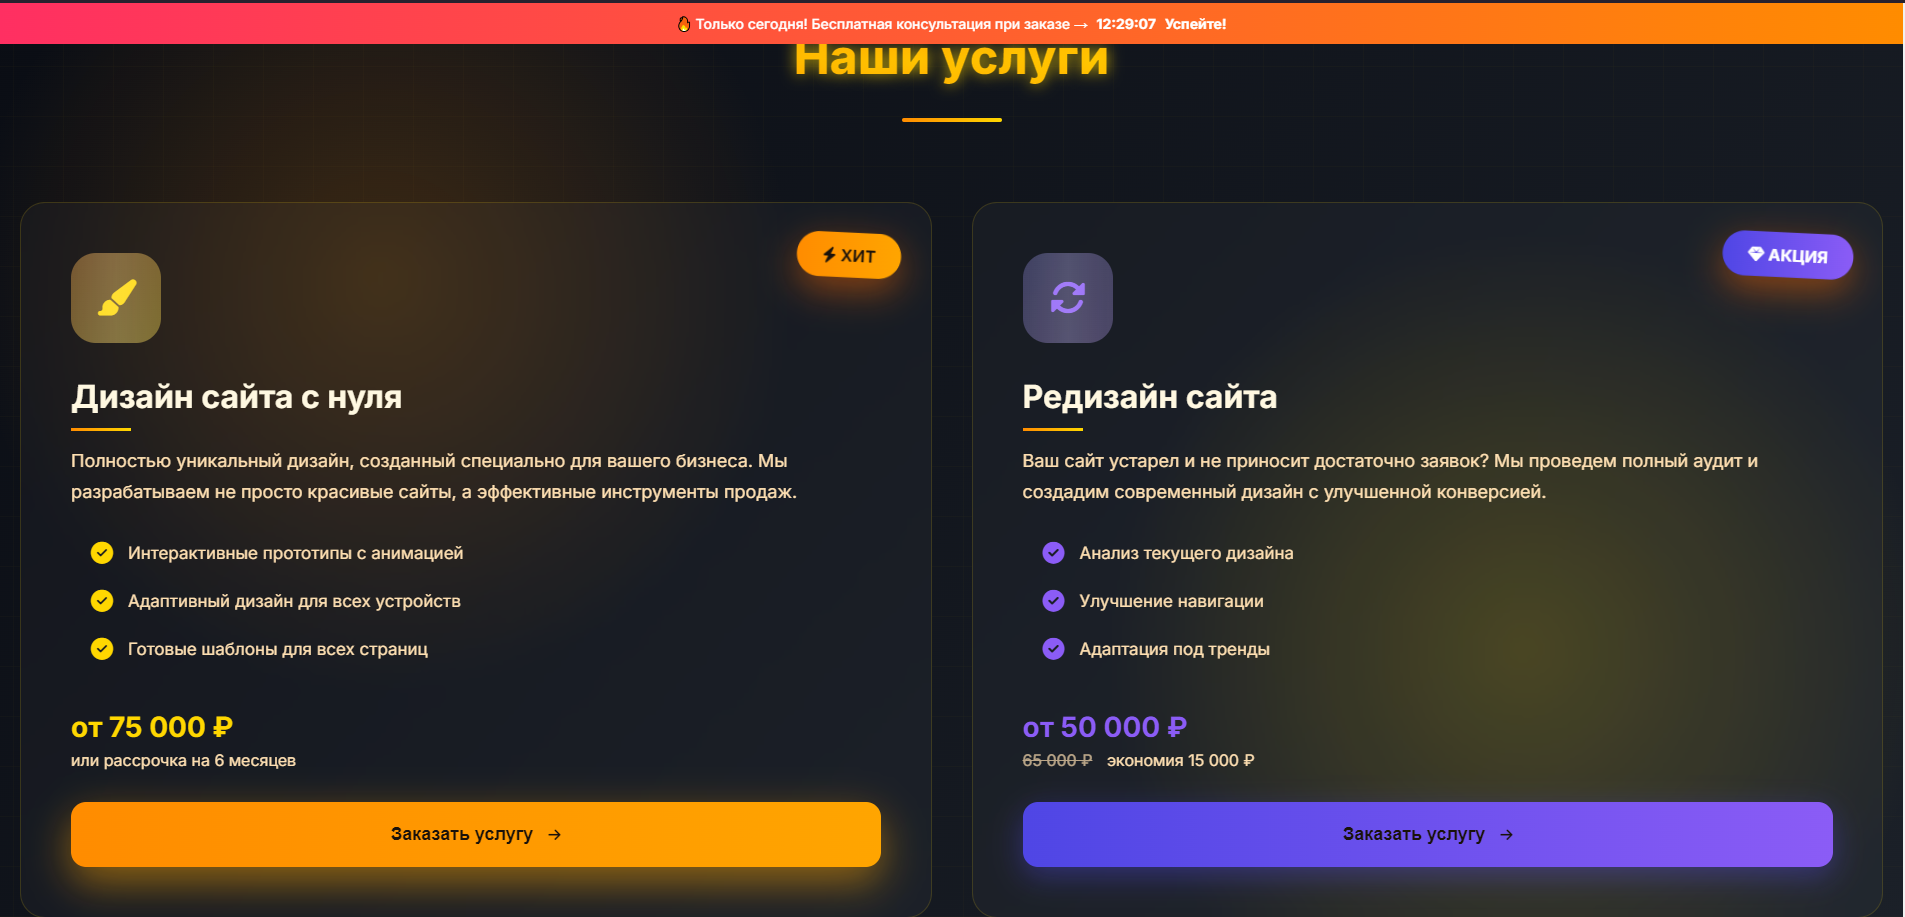 🔥 Только сегодня! Бесплатная консультация при заказе → 12:29:07 Успейте!
Наши услуги
ХИТ
Дизайн сайта с нуля
Полностью уникальный дизайн, созданный специально для вашего бизнеса. Мы
разрабатываем не просто красивые сайты, а эффективные инструменты продаж.
Интерактивные прототипы с анимацией
Адаптивный дизайн для всех устройств
Готовые шаблоны для всех страниц
от 75 000 ₽
или рассрочка на 6 месяцев
Заказать услугу →
АКЦИЯ
Редизайн сайта
Ваш сайт устарел и не приносит достаточно заявок? Мы проведем полный аудит и
создадим современный дизайн с улучшенной конверсией.
Анализ текущего дизайна
Улучшение навигации
Адаптация под тренды
от 50 000 ₽
65 000 ₽ экономия 15 000 ₽
Заказать услугу →